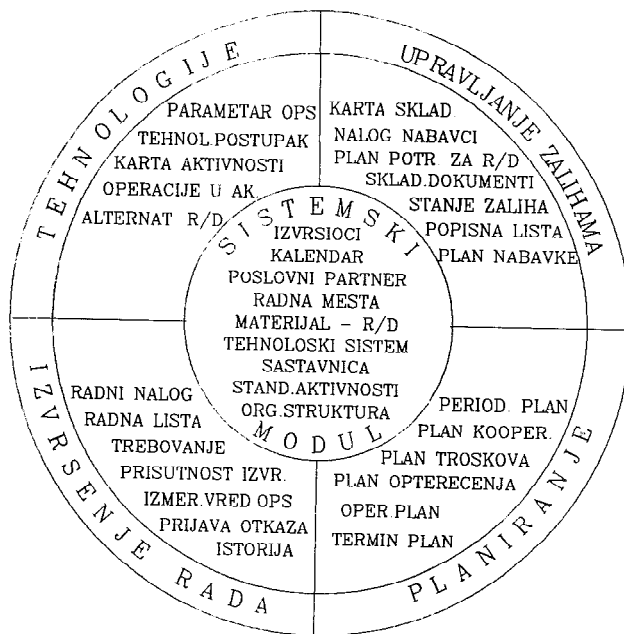 TEHNOLOGIJE
PARAMETAR OPS
TEHNOL.POSTUPAK
KARTA AKTIVNOSTI
OPERACIJE U AK.
ALTERNAT R/D
UPRAVLJANJE ZALIHAMA
KARTA SKLAD.
NALOG NABAVCI
PLAN POTR. ZA R/D
SKLAD.DOKUMENTI
STANJE ZALIHA
POPISNA LISTA
PLAN NABAVKE
SISTEMSKI
IZVRSIOCI
KALENDAR
POSLOVNI PARTNER
RADNA MESTA
MATERIJAL - R/D
TEHNOLOSKI SISTEM
SASTAVNICA
STAND.AKTIVNOSTI
ORG.STRUKTURA
MODUL
IZVRSENJE RADA
RADNI NALOG
RADNA LISTA
TREBOVANJE
PRISUTNOST IZVR.
IZMER.VRED OPS
PRIJAVA OTKAZA
ISTORIJA
PLANIRANJE
PERIOD. PLAN
PLAN KOOPER.
PLAN TROSKOVA
PLAN OPTERECENJA
OPER.PLAN
TERMIN PLAN